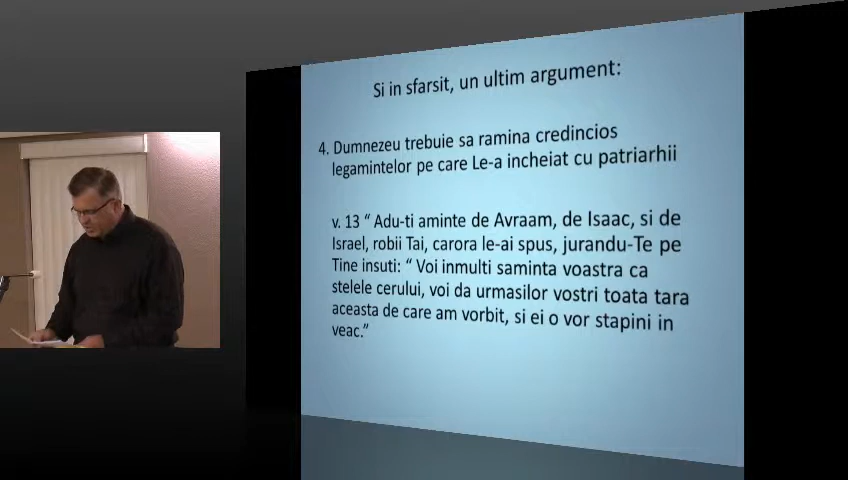 Si in sfarsit, un ultim argument:
4. Dumnezeu trebuie sa ramina credincios
legamintelor pe care Le-a incheiat cu patriarhii
v. 13 “ Adu-ti aminte de Avraam, de Isaac, si de
Israel, robii Tai, carora le-ai spus, jurandu-Te pe
Tine insuti: “ Voi inmulti saminta voastra ca
stelele cerului, voi da urmasilor vostri toata tara
aceasta de care am vorbit, si ei o vor stapini in
veac.”